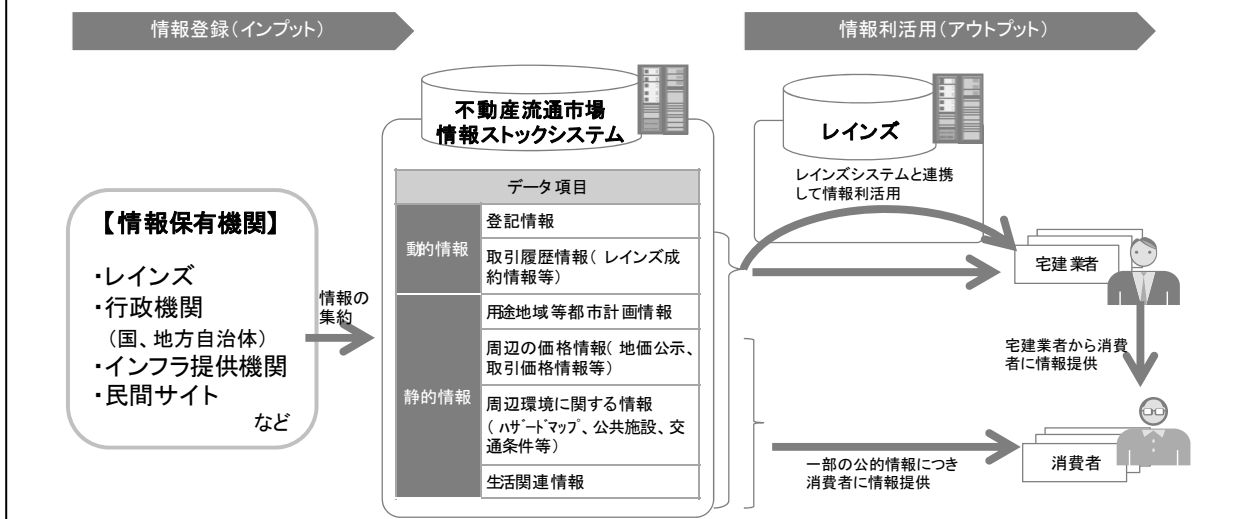 情報登録（インプット）
情報利活用（アウトプット）
不動産流通市場
情報ストックシステム
レインズ
レインズシステムと連携
して情報利活用
データ項目
【情報保有機関】
・レインズ
・行政機関
（国、地方自治体）
・インフラ提供機関
・民間サイト
など
情報の
集約
動的情報
登記情報
取引履歴情報（レインズ成
約情報等）
静的情報
用途地域等都市計画情報
周辺の価格情報（地価公示、
取引価格情報等）
周辺環境に関する情報
（ﾊｻﾞｰﾄﾞﾏｯﾌﾟ、公共施設、交
通条件等）
生活関連情報
宅建業者
宅建業者から消費
者に情報提供
一部の公的情報につき
消費者に情報提供
消費者